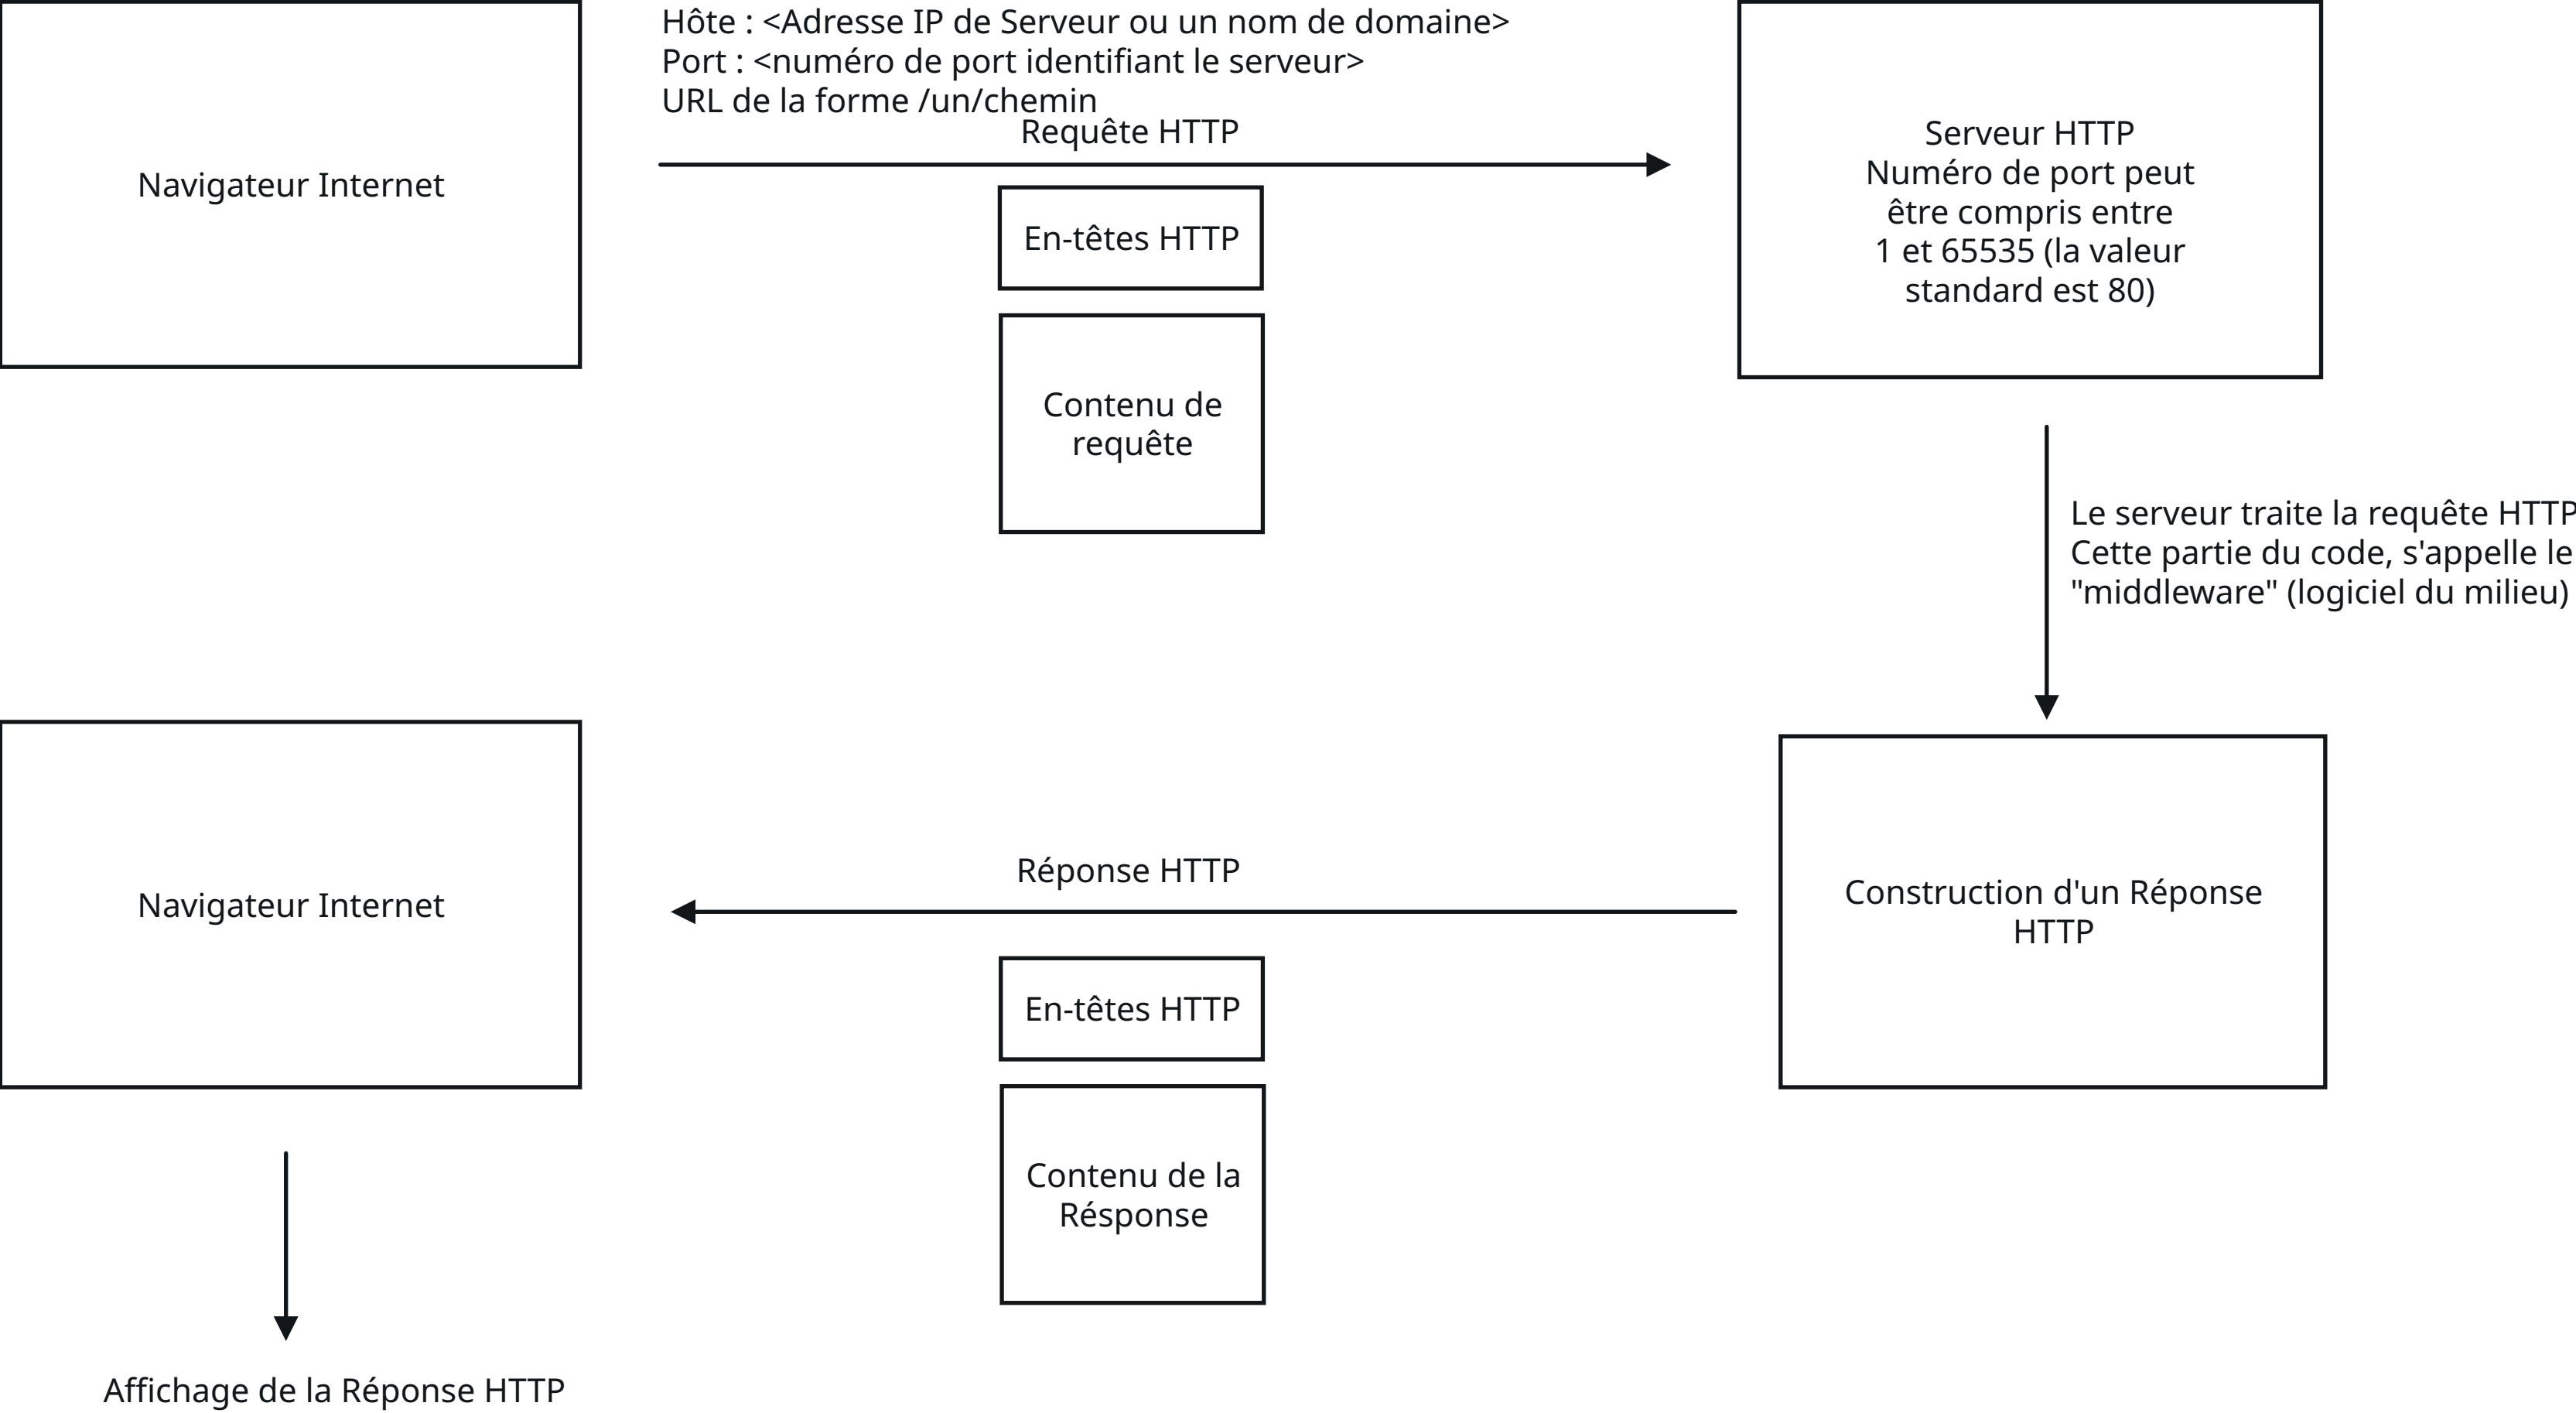 Hôte : <Adresse IP de Serveur ou un nom de domaine>
Port : <numéro de port identifiant le serveur>
URL de la forme /un/chemin
Requête HTTP
Navigateur Internet
En-têtes HTTP
Contenu de
requête
Serveur HTTP
Numéro de port peut
être compris entre
1 et 65535 (la valeur
standard est 80)
Le serveur traite la requête HTTP
Cette partie du code, s'appelle le
"middleware" (logiciel du milieu)
Construction d'un Réponse
HTTP
Réponse HTTP
En-têtes HTTP
Contenu de la
Résponse
Navigateur Internet
Affichage de la Réponse HTTP